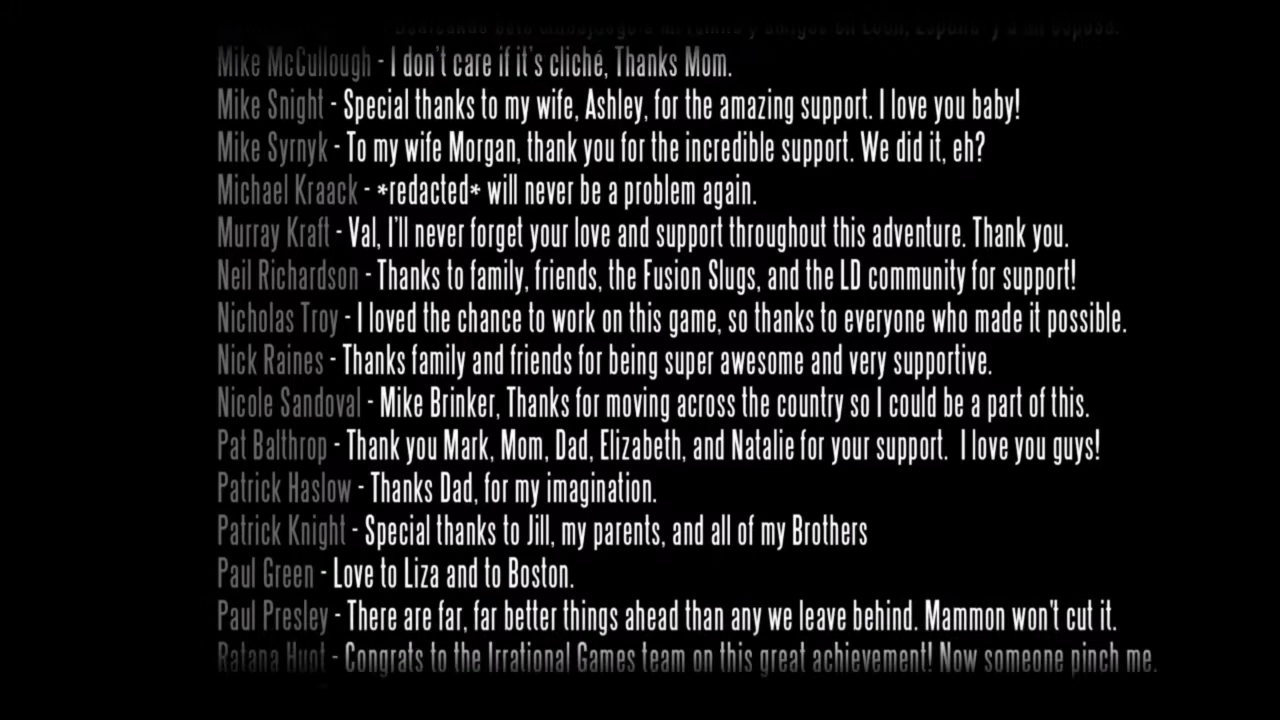 Mike McCullough - I don't care if it's cliché, Thanks Mom.
Mike Snight - Special thanks to my wife, Ashley, for the amazing support. I love you baby!
Mike Syrnyk - To my wife Morgan, thank you for the incredible support. We did it, eh?
Michael Kraack - *redacted* will never be a problem again.
Murray Kraft - Val, I'll never forget your love and support throughout this adventure. Thank you.
Neil Richardson - Thanks to family, friends, the Fusion Slugs, and the LD community for support!
Nicholas Troy - I loved the chance to work on this game, so thanks to everyone who made it possible.
Nick Raines - Thanks family and friends for being super awesome and very supportive.
Nicole Sandoval - Mike Brinker, Thanks for moving across the country so I could be a part of this.
Pat Balthrop - Thank you Mark, Mom, Dad, Elizabeth, and Natalie for your support.  I love you guys!
Patrick Haslow - Thanks Dad, for my imagination.
Patrick Knight - Special thanks to Jill, my parents, and all of my Brothers
Paul Green - Love to Liza and to Boston.
Paul Presley - There are far, far better things ahead than any we leave behind. Mammon won't cut it.
Ratana - Congrats to the Irrational Games team on this great achievement! Now someone pinch me.